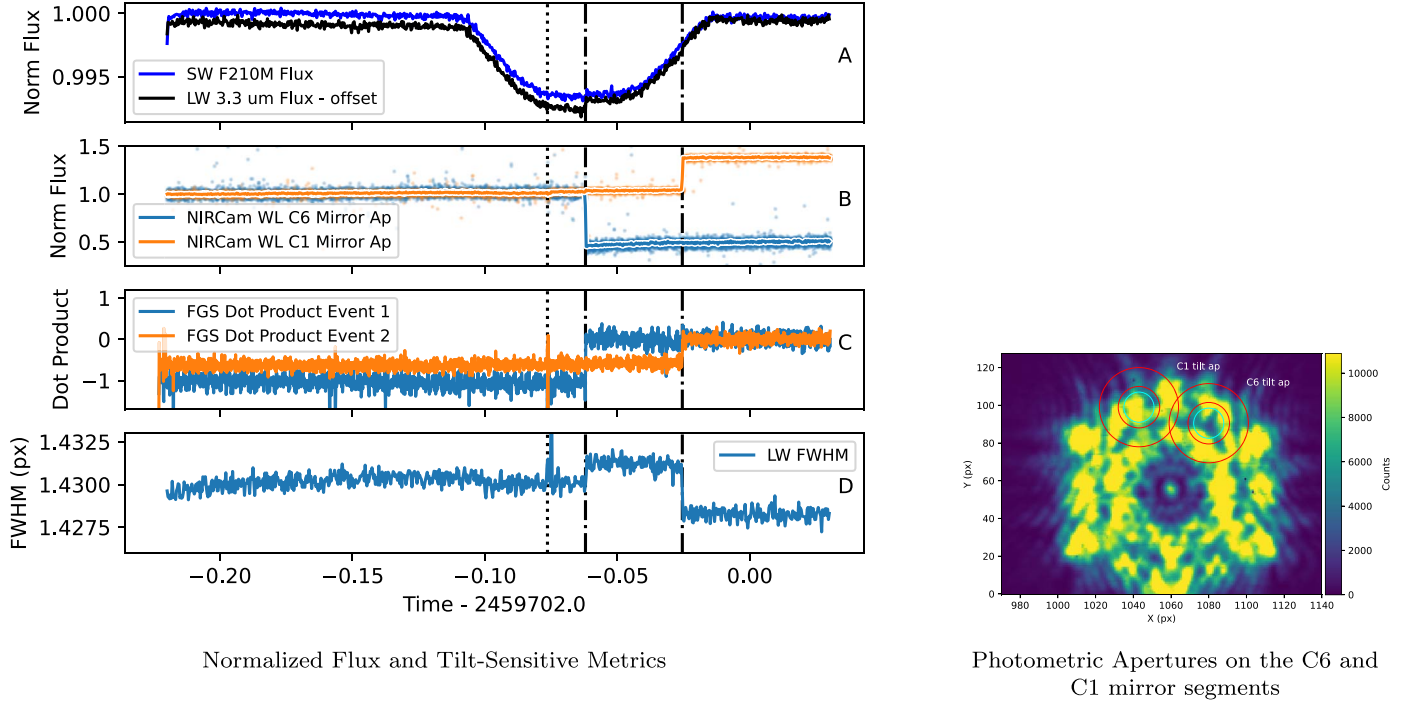 Norm Flux
1.000
0.995
SW F210M Flux
LW 3.3 um Flux - offset
A
Norm Flux
1.5
1.0
0.5
NIRCam WL C6 Mirror Ap
NIRCam WL C1 Mirror Ap
B
Dot Product
1
0
−1
FGS Dot Product Event 1
FGS Dot Product Event 2
C
FWHM (px)
1.4325
1.4300
1.4275
LW FWHM
D
−0.20 −0.15 −0.10 −0.05 0.00
Time - 2459702.0
Normalized Flux and Tilt-Sensitive Metrics
C1 tilt ap
C6 tilt ap
Y (px)
120
100
80
60
40
20
0
980 1000 1020 1040 1060 1080 1100 1120 1140
X (px)
10000
8000
6000
4000
2000
0
Counts
Photometric Apertures on the C6 and
C1 mirror segments